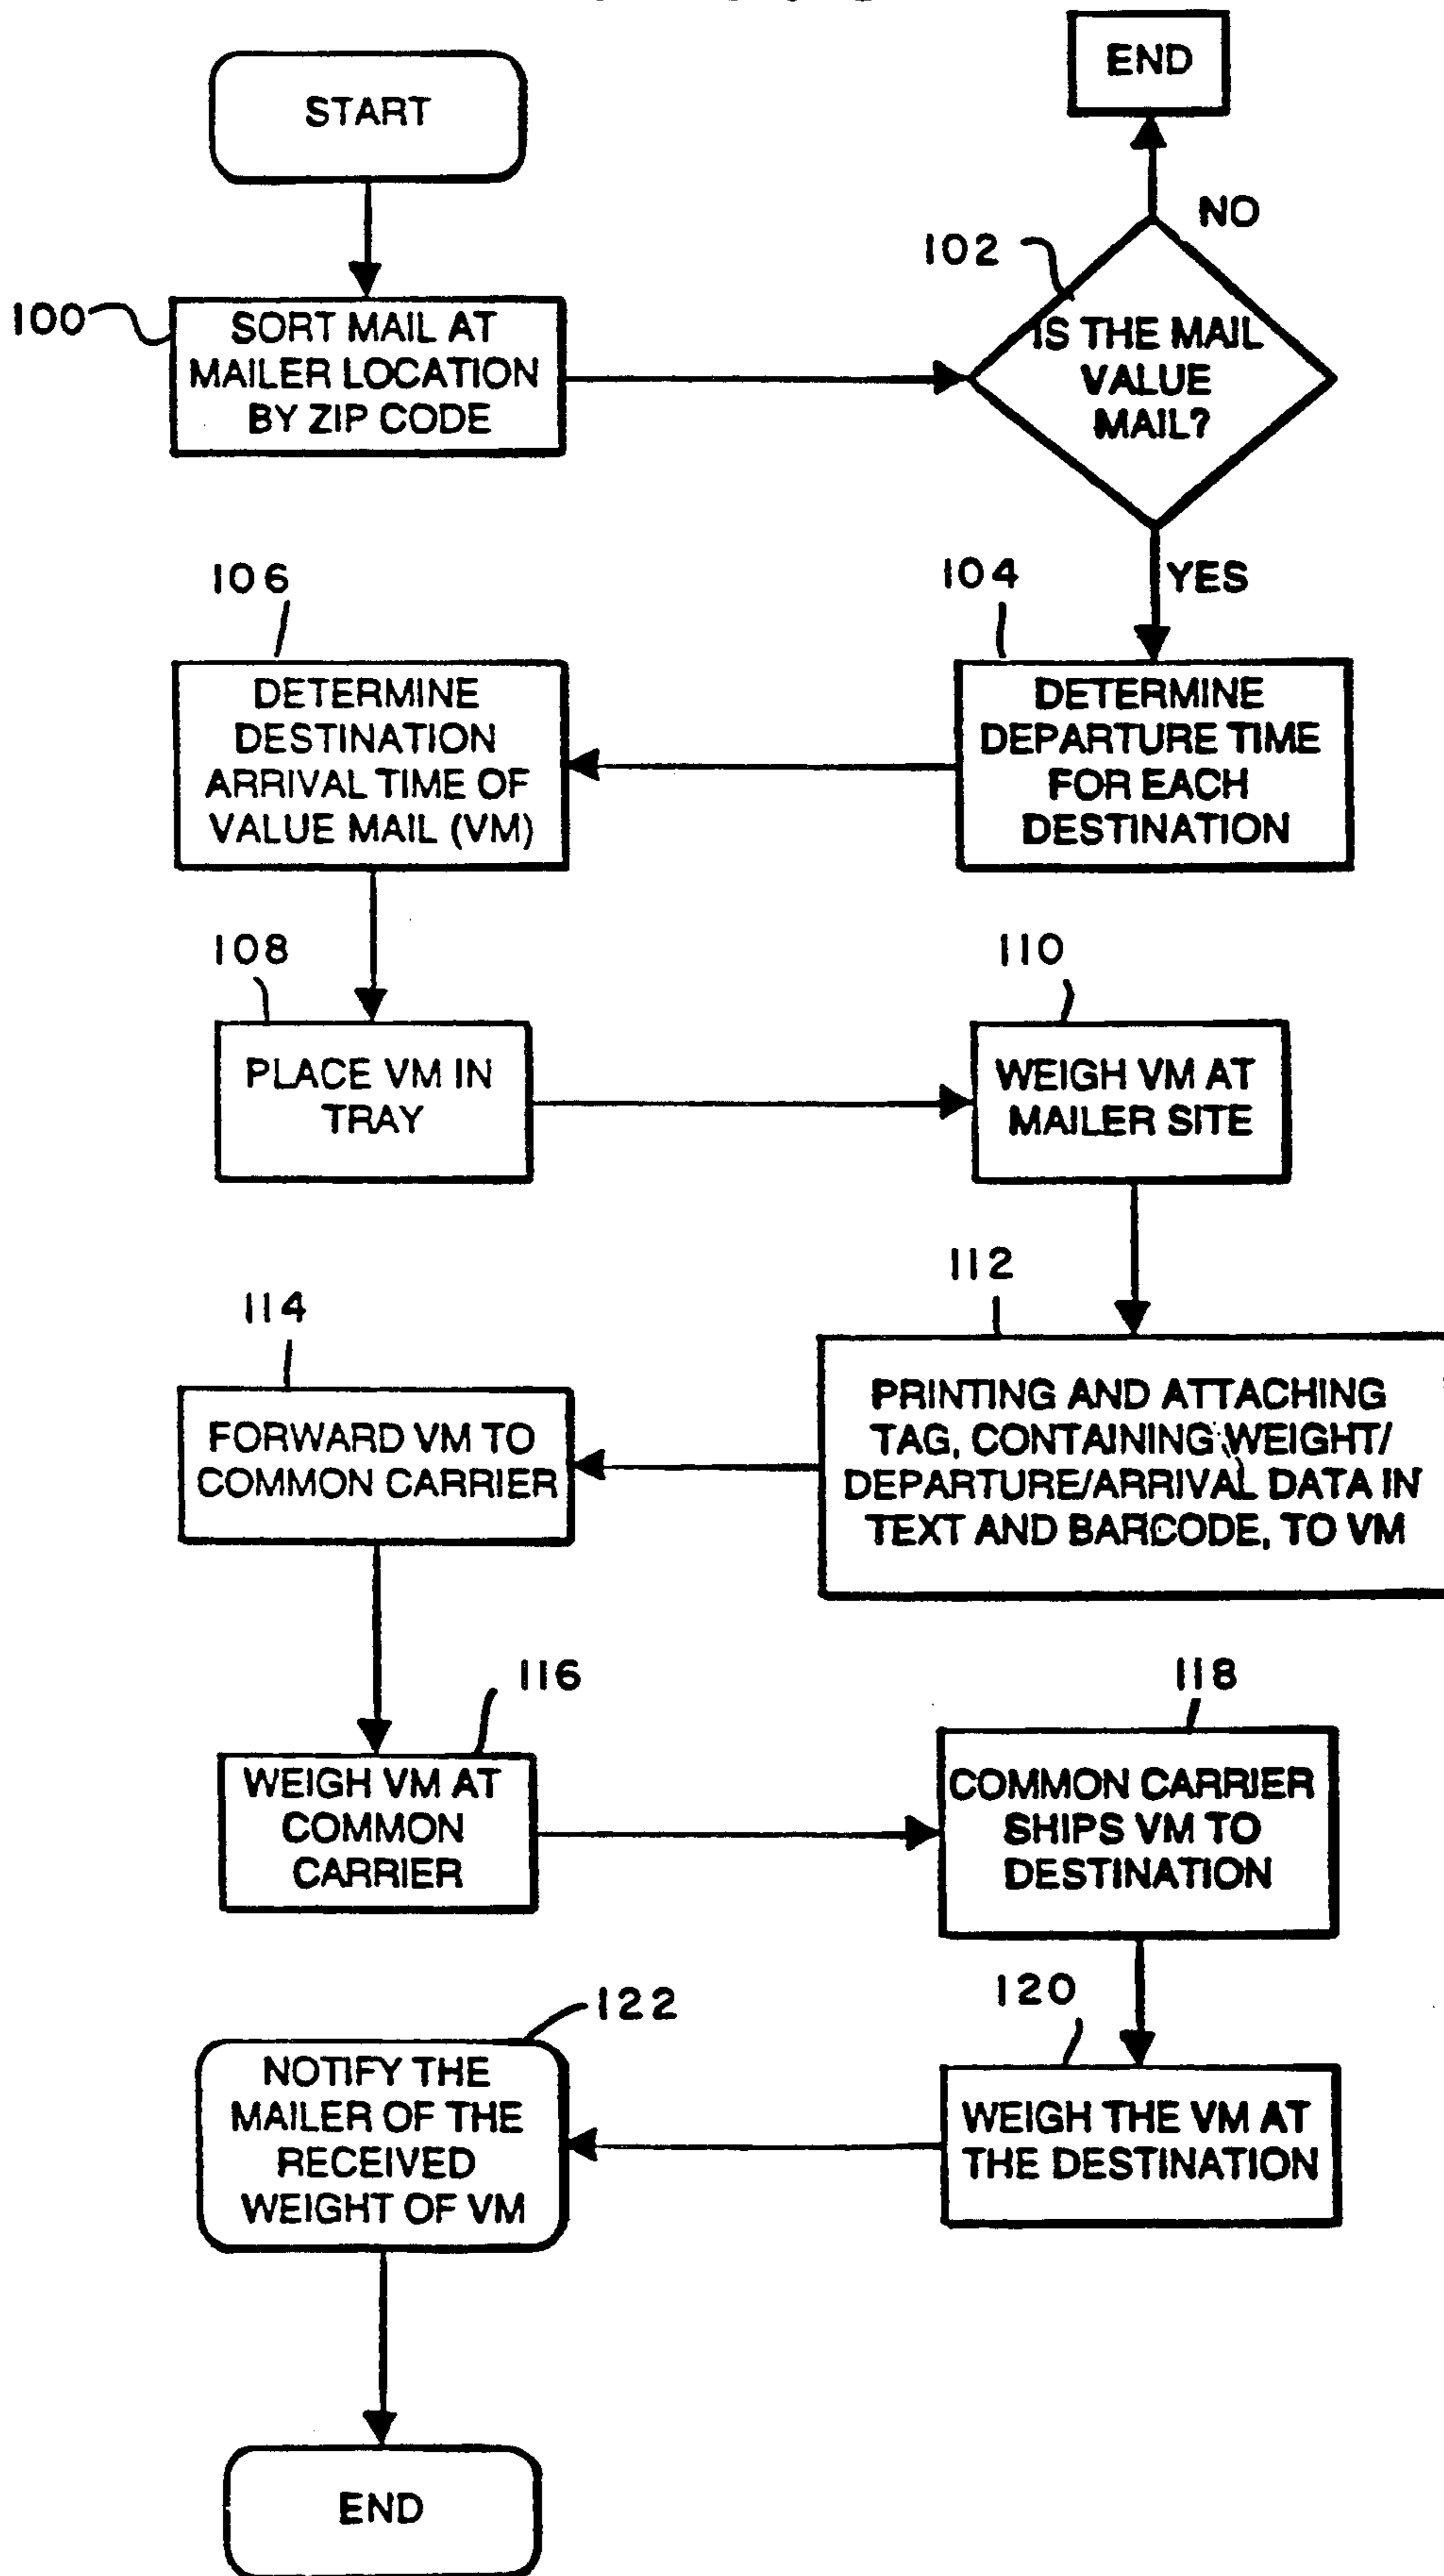 START
END
NO
102
100
SORT MAIL AT
MAILER LOCATION
BY ZIP CODE
IS THE MAIL
VALUE
MAIL?
YES
106
104
DETERMINE
DESTINATION
ARRIVAL TIME OF
VALUE MAIL (VM)
DETERMINE
DEPARTURE TIME
FOR EACH
DESTINATION
108
110
PLACE VM IN
TRAY
WEIGH VM AT
MAILER SITE
112
114
PRINTING AND ATTACHING
TAG, CONTAINING WEIGHT/
DEPARTURE/ARRIVAL DATA IN
TEXT AND BARCODE, TO VM
FORWARD VM TO
COMMON CARRIER
116
118
WEIGH VM AT
COMMON
CARRIER
COMMON CARRIER
SHIPS VM TO
DESTINATION
120
122
NOTIFY THE
MAILER OF THE
RECEIVED
WEIGHT OF VM
WEIGH THE VM AT
THE DESTINATION
END